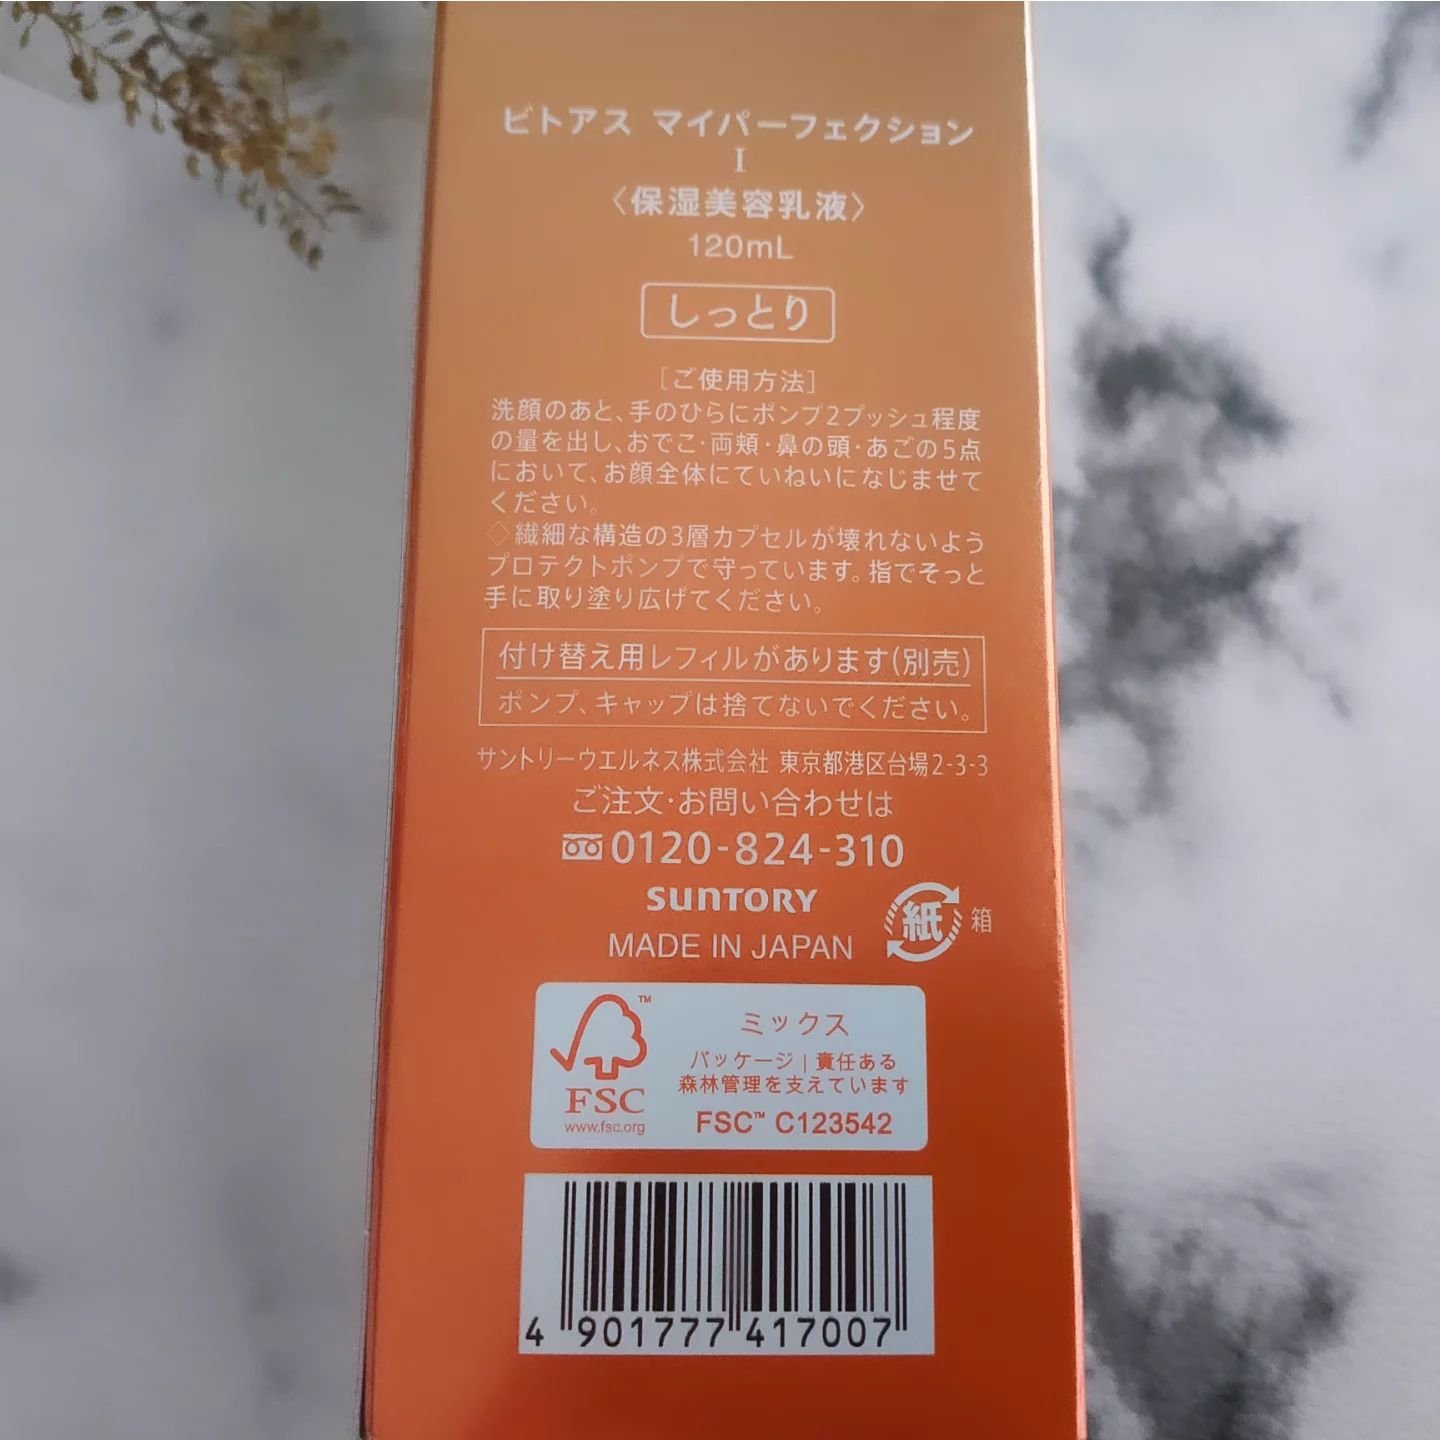 ビトアス マイパーフェクション
I
〈保湿美容乳液〉
120mL
しっとり
[ご使用方法]
洗顔のあと、手のひらにポンプ2プッシュ程度
の量を出し、おでこ・両頬・鼻の頭・あごの5点
において、お顔全体にていねいになじませて
ください。
◇繊細な構造の3層カプセルが壊れないよう
プロテクトポンプで守っています。指でそっと
手に取り塗り広げてください。
付け替え用レフィルがあります(別売)
ポンプ、キャップは捨てないでください。
サントリーウエルネス株式会社 東京都港区台場2-3-3
ご注文・お問い合わせは
0120-824-310
SUNTORY
紙 箱
MADE IN JAPAN
TM
ミックス
パッケージ | 責任ある
森林管理を支えています
FSC
www.fsc.org
FSC™ C123542
4 901777 417007